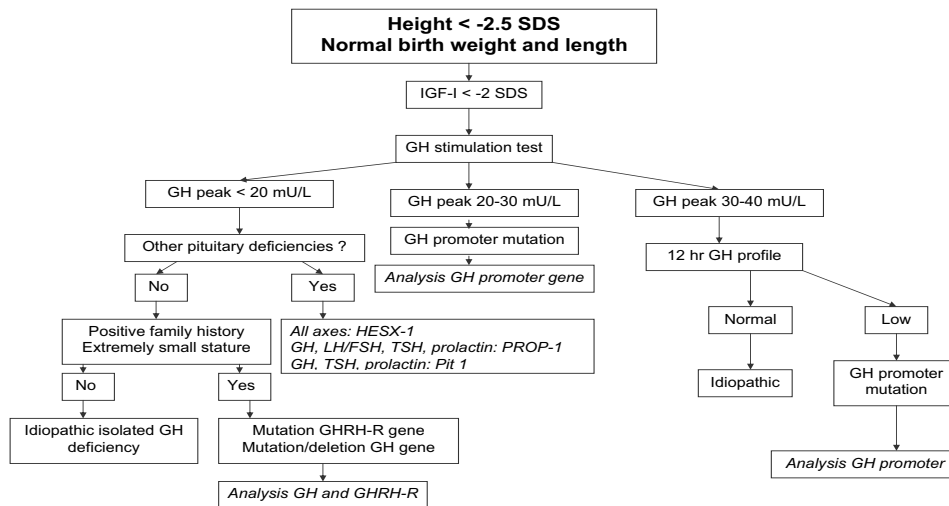 Height < -2.5 SDS
Normal birth weight and length
IGF-I < -2 SDS
GH stimulation test
GH peak < 20 mU/L
GH peak 20-30 mU/L
GH peak 30-40 mU/L
Other pituitary deficiencies ?
GH promoter mutation
12 hr GH profile
Analysis GH promoter gene
No
Yes
Positive family history
Extremely small stature
All axes: HESX-1
GH, LH/FSH, TSH, prolactin: PROP-1
GH, TSH, prolactin: Pit 1
Normal
Low
No
Yes
Idiopathic
GH promoter
mutation
Idiopathic isolated GH
deficiency
Mutation GHRH-R gene
Mutation/deletion GH gene
Analysis GH promoter
Analysis GH and GHRH-R